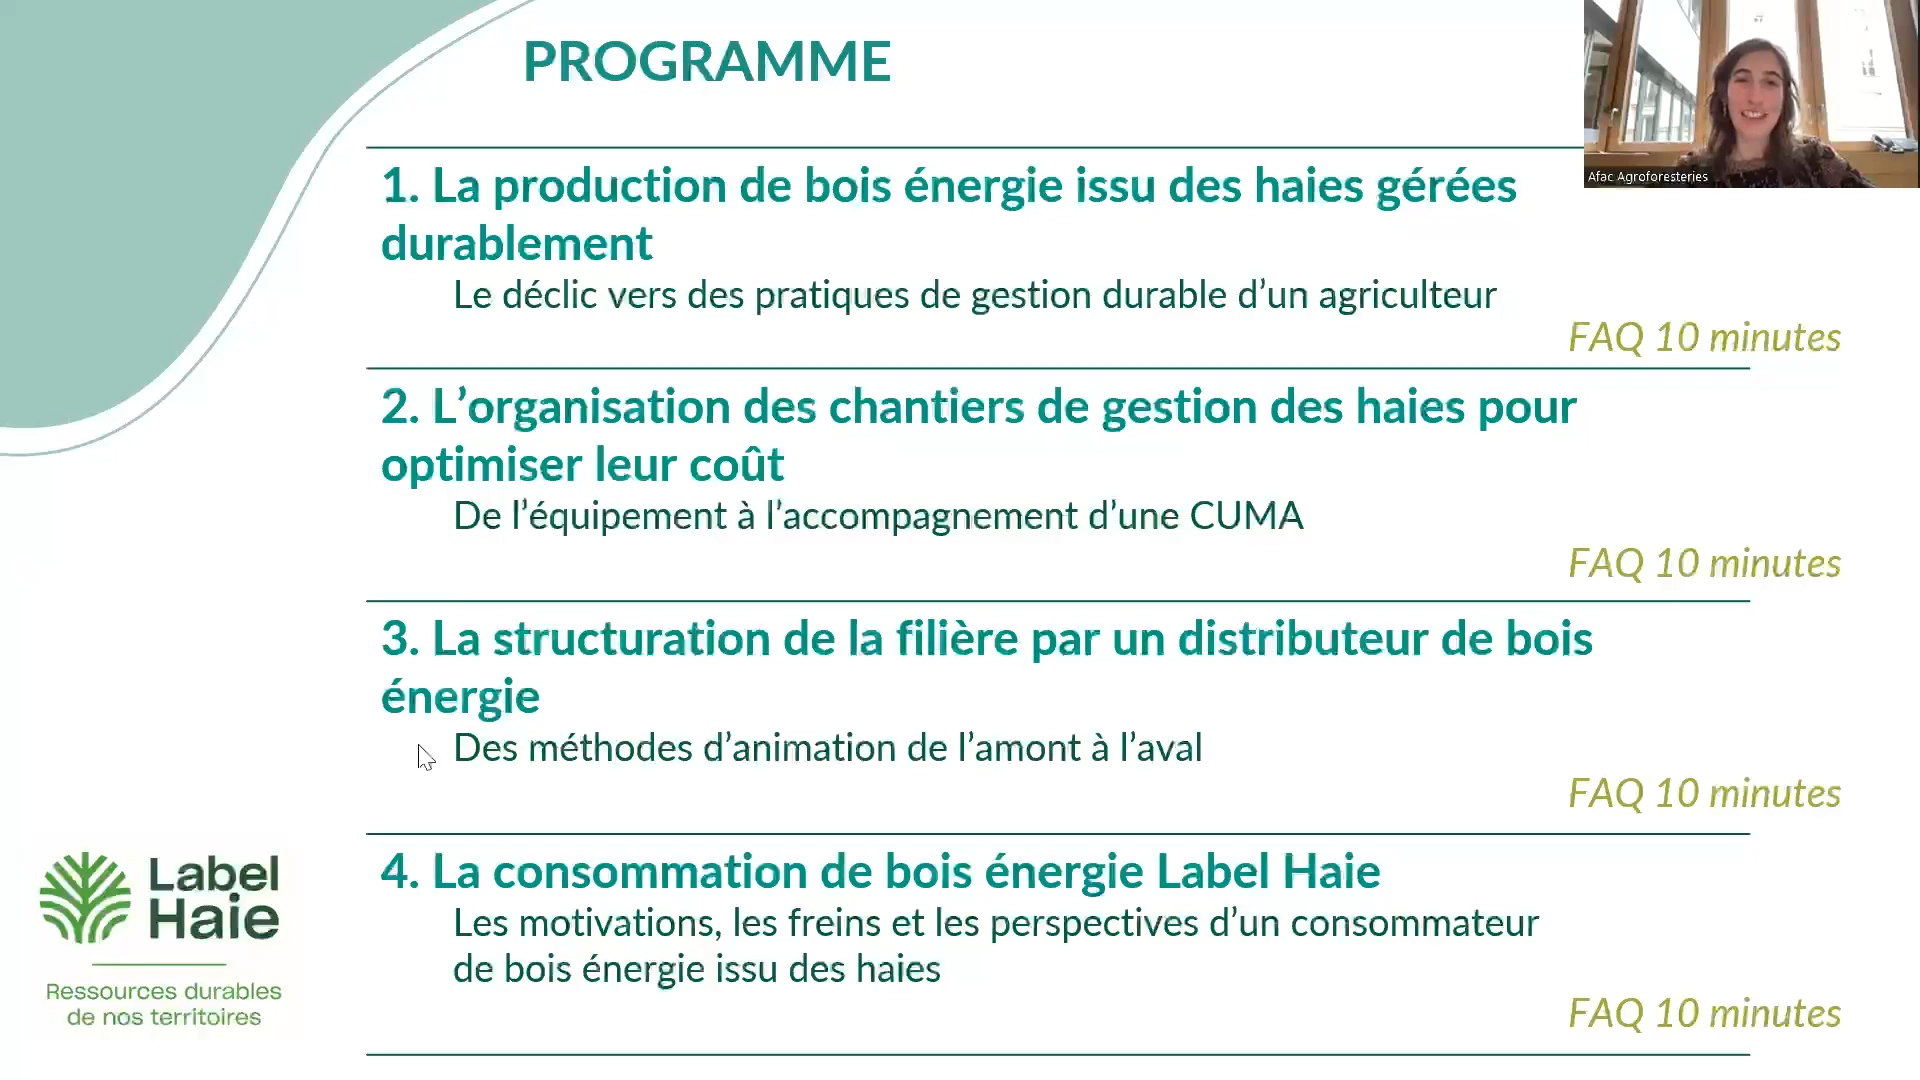 PROGRAMME
Afac Agroforesteries
1. La production de bois énergie issu des haies gérées
durablement
Le déclic vers des pratiques de gestion durable d’un agriculteur
FAQ 10 minutes
2. L’organisation des chantiers de gestion des haies pour
optimiser leur coût
De l’équipement à l’accompagnement d’une CUMA
FAQ 10 minutes
3. La structuration de la filière par un distributeur de bois
énergie
Des méthodes d’animation de l’amont à l’aval
FAQ 10 minutes
4. La consommation de bois énergie Label Haie
Les motivations, les freins et les perspectives d’un consommateur
de bois énergie issu des haies
FAQ 10 minutes
Label
Haie
Ressources durables
de nos territoires